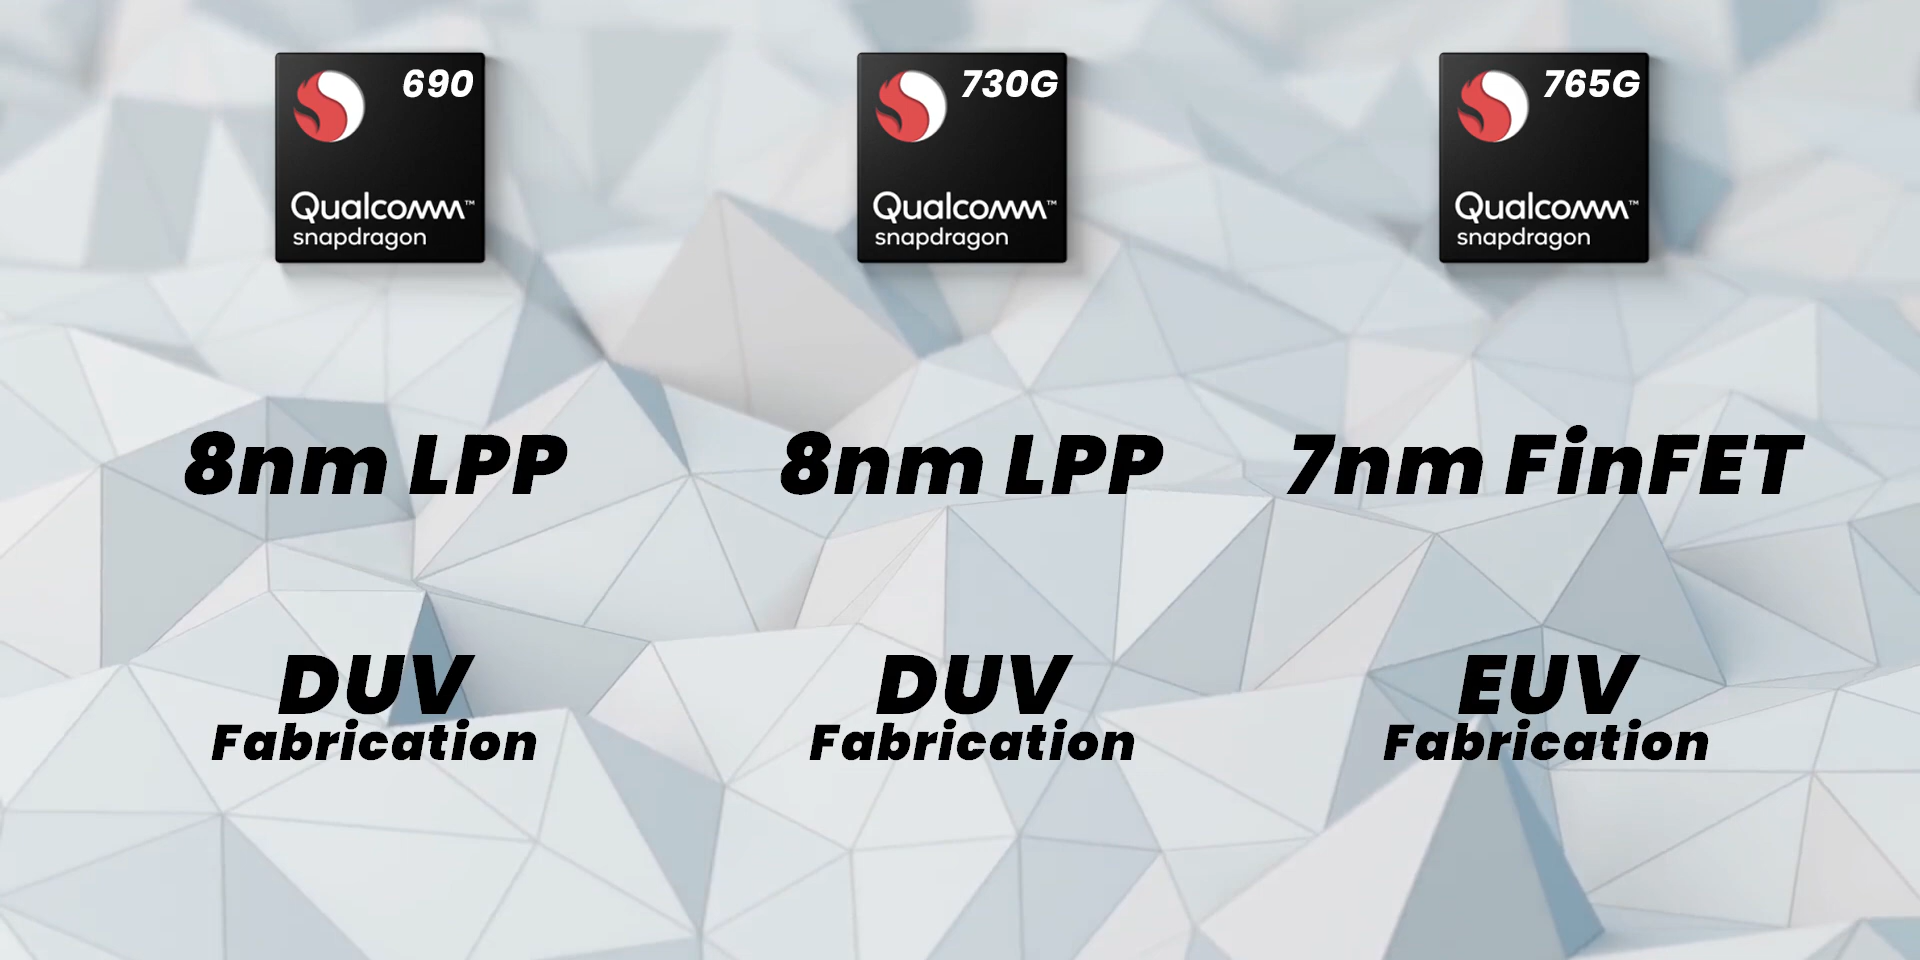 690
Qualcomm™
snapdragon
730G
Qualcomm™
snapdragon
765G
Qualcomm™
snapdragon
8nm LPP
8nm LPP
7nm FinFET
DUV
Fabrication
DUV
Fabrication
EUV
Fabrication